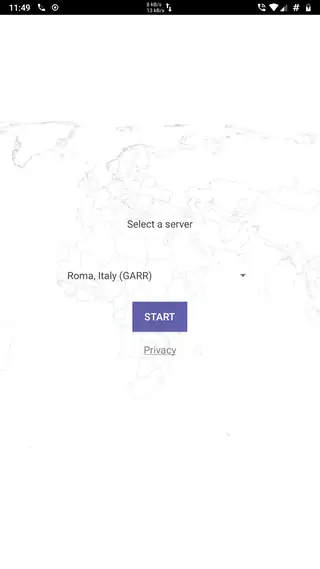 11:49
8 kB/s
13 kB/s
#
Select a server
Roma, Italy (GARR)
START
Privacy